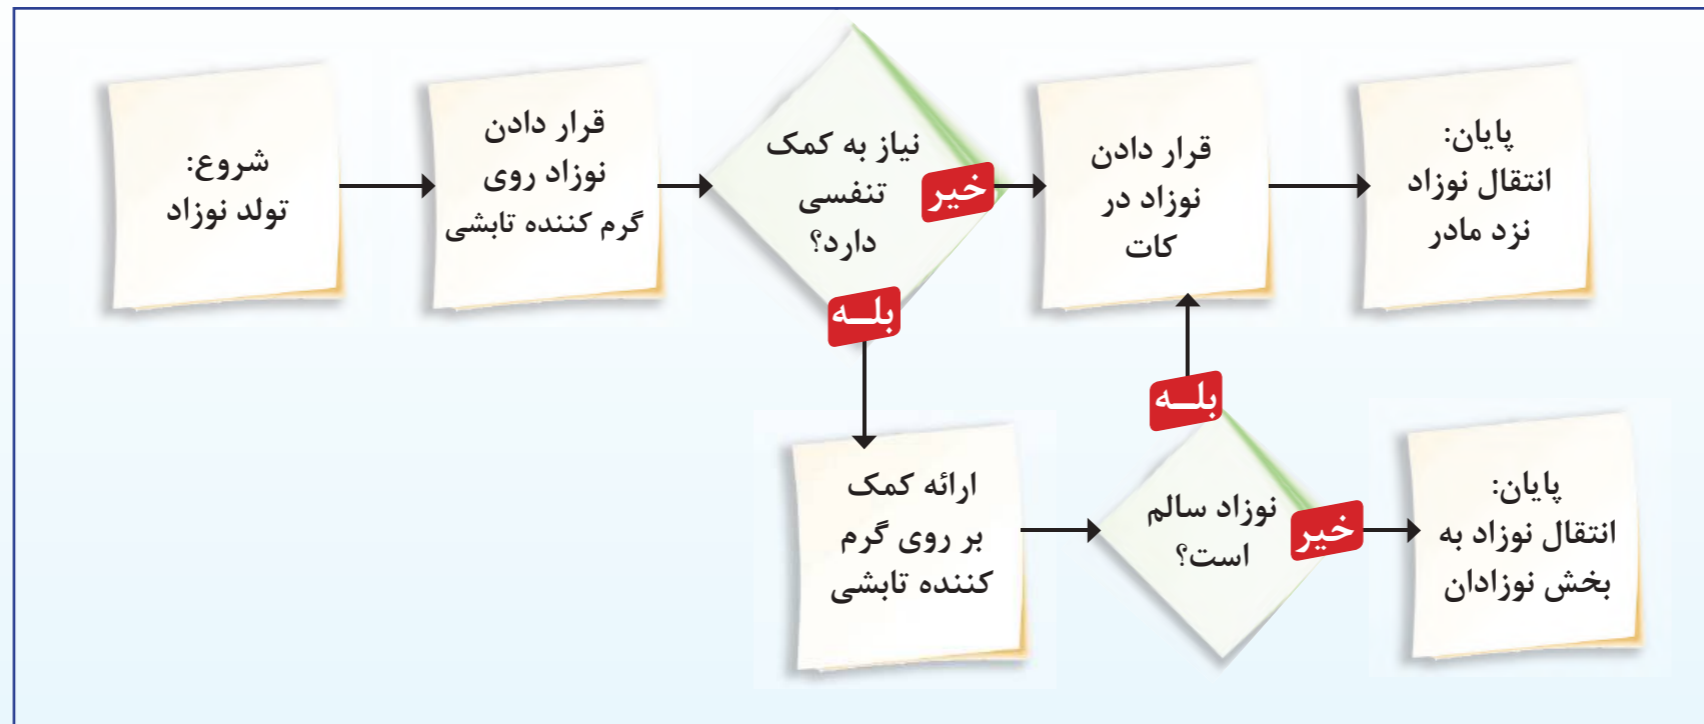 شروع:
تولد نوزاد
قرار دادن
نوزاد روی
گرم کننده تابشی
نیاز به کمک
تنفسی
دارد؟
خیر
بلـه
قرار دادن
نوزاد در
کات
پایان:
انتقال نوزاد
نزد مادر
ارائه کمک
بر روی گرم
کننده تابشی
نوزاد سالم
است؟
بلـه
خیر
پایان:
انتقال نوزاد به
بخش نوزادان